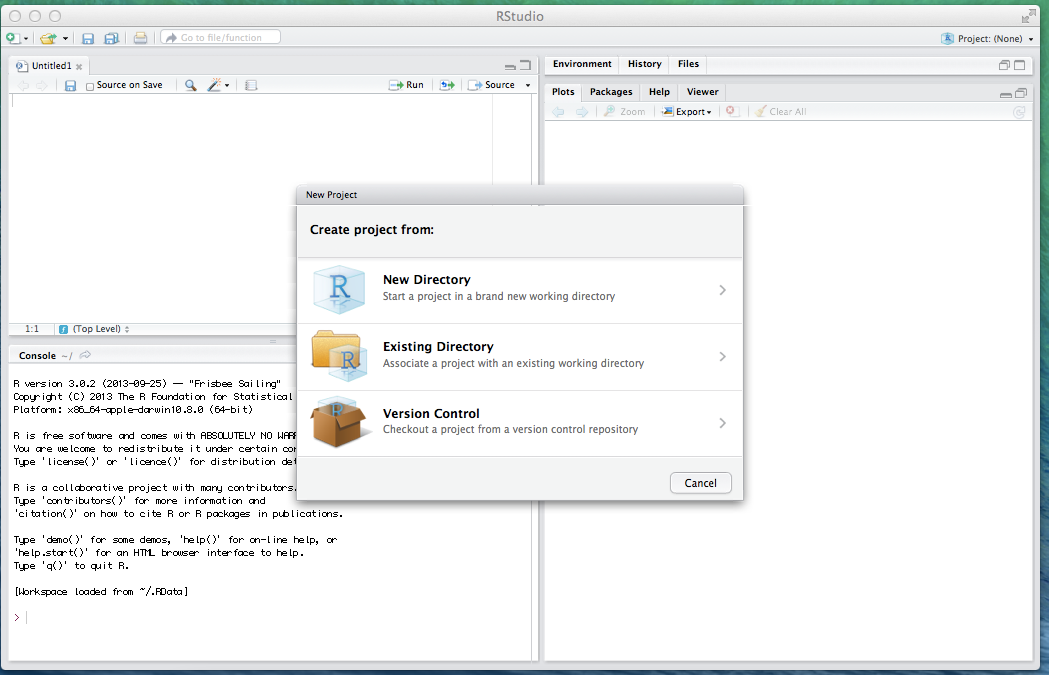 RStudio
Go to file/function
Project: (None)
Untitled1
Source on Save
Run
Source
1:1
(Top Level)
Console ~/
R version 3.0.2 (2013-09-25) -- "Frisbee Sailing"
Copyright (C) 2013 The R Foundation for Statistical
Platform: x86_64-apple-darwin10.8.0 (64-bit)
R is free software and comes with ABSOLUTELY NO
You are welcome to redistribute it under certain
Type 'license()' or 'licence()' for distribution
R is a collaborative project with many contributors.
Type 'contributors()' for more information and
'citation()' on how to cite R or R packages in publications.
Type 'demo()' for some demos, 'help()' for on-line help, or
'help.start()' for an HTML browser interface to help.
Type 'q()' to quit R.
[Workspace loaded from ~/.RData]
>
Environment History Files
Plots Packages Help Viewer
Zoom Export Clear All
New Project
Create project from:
R
New Directory
Start a project in a brand new working directory
R
Existing Directory
Associate a project with an existing working directory
Version Control
Checkout a project from a version control repository
Cancel